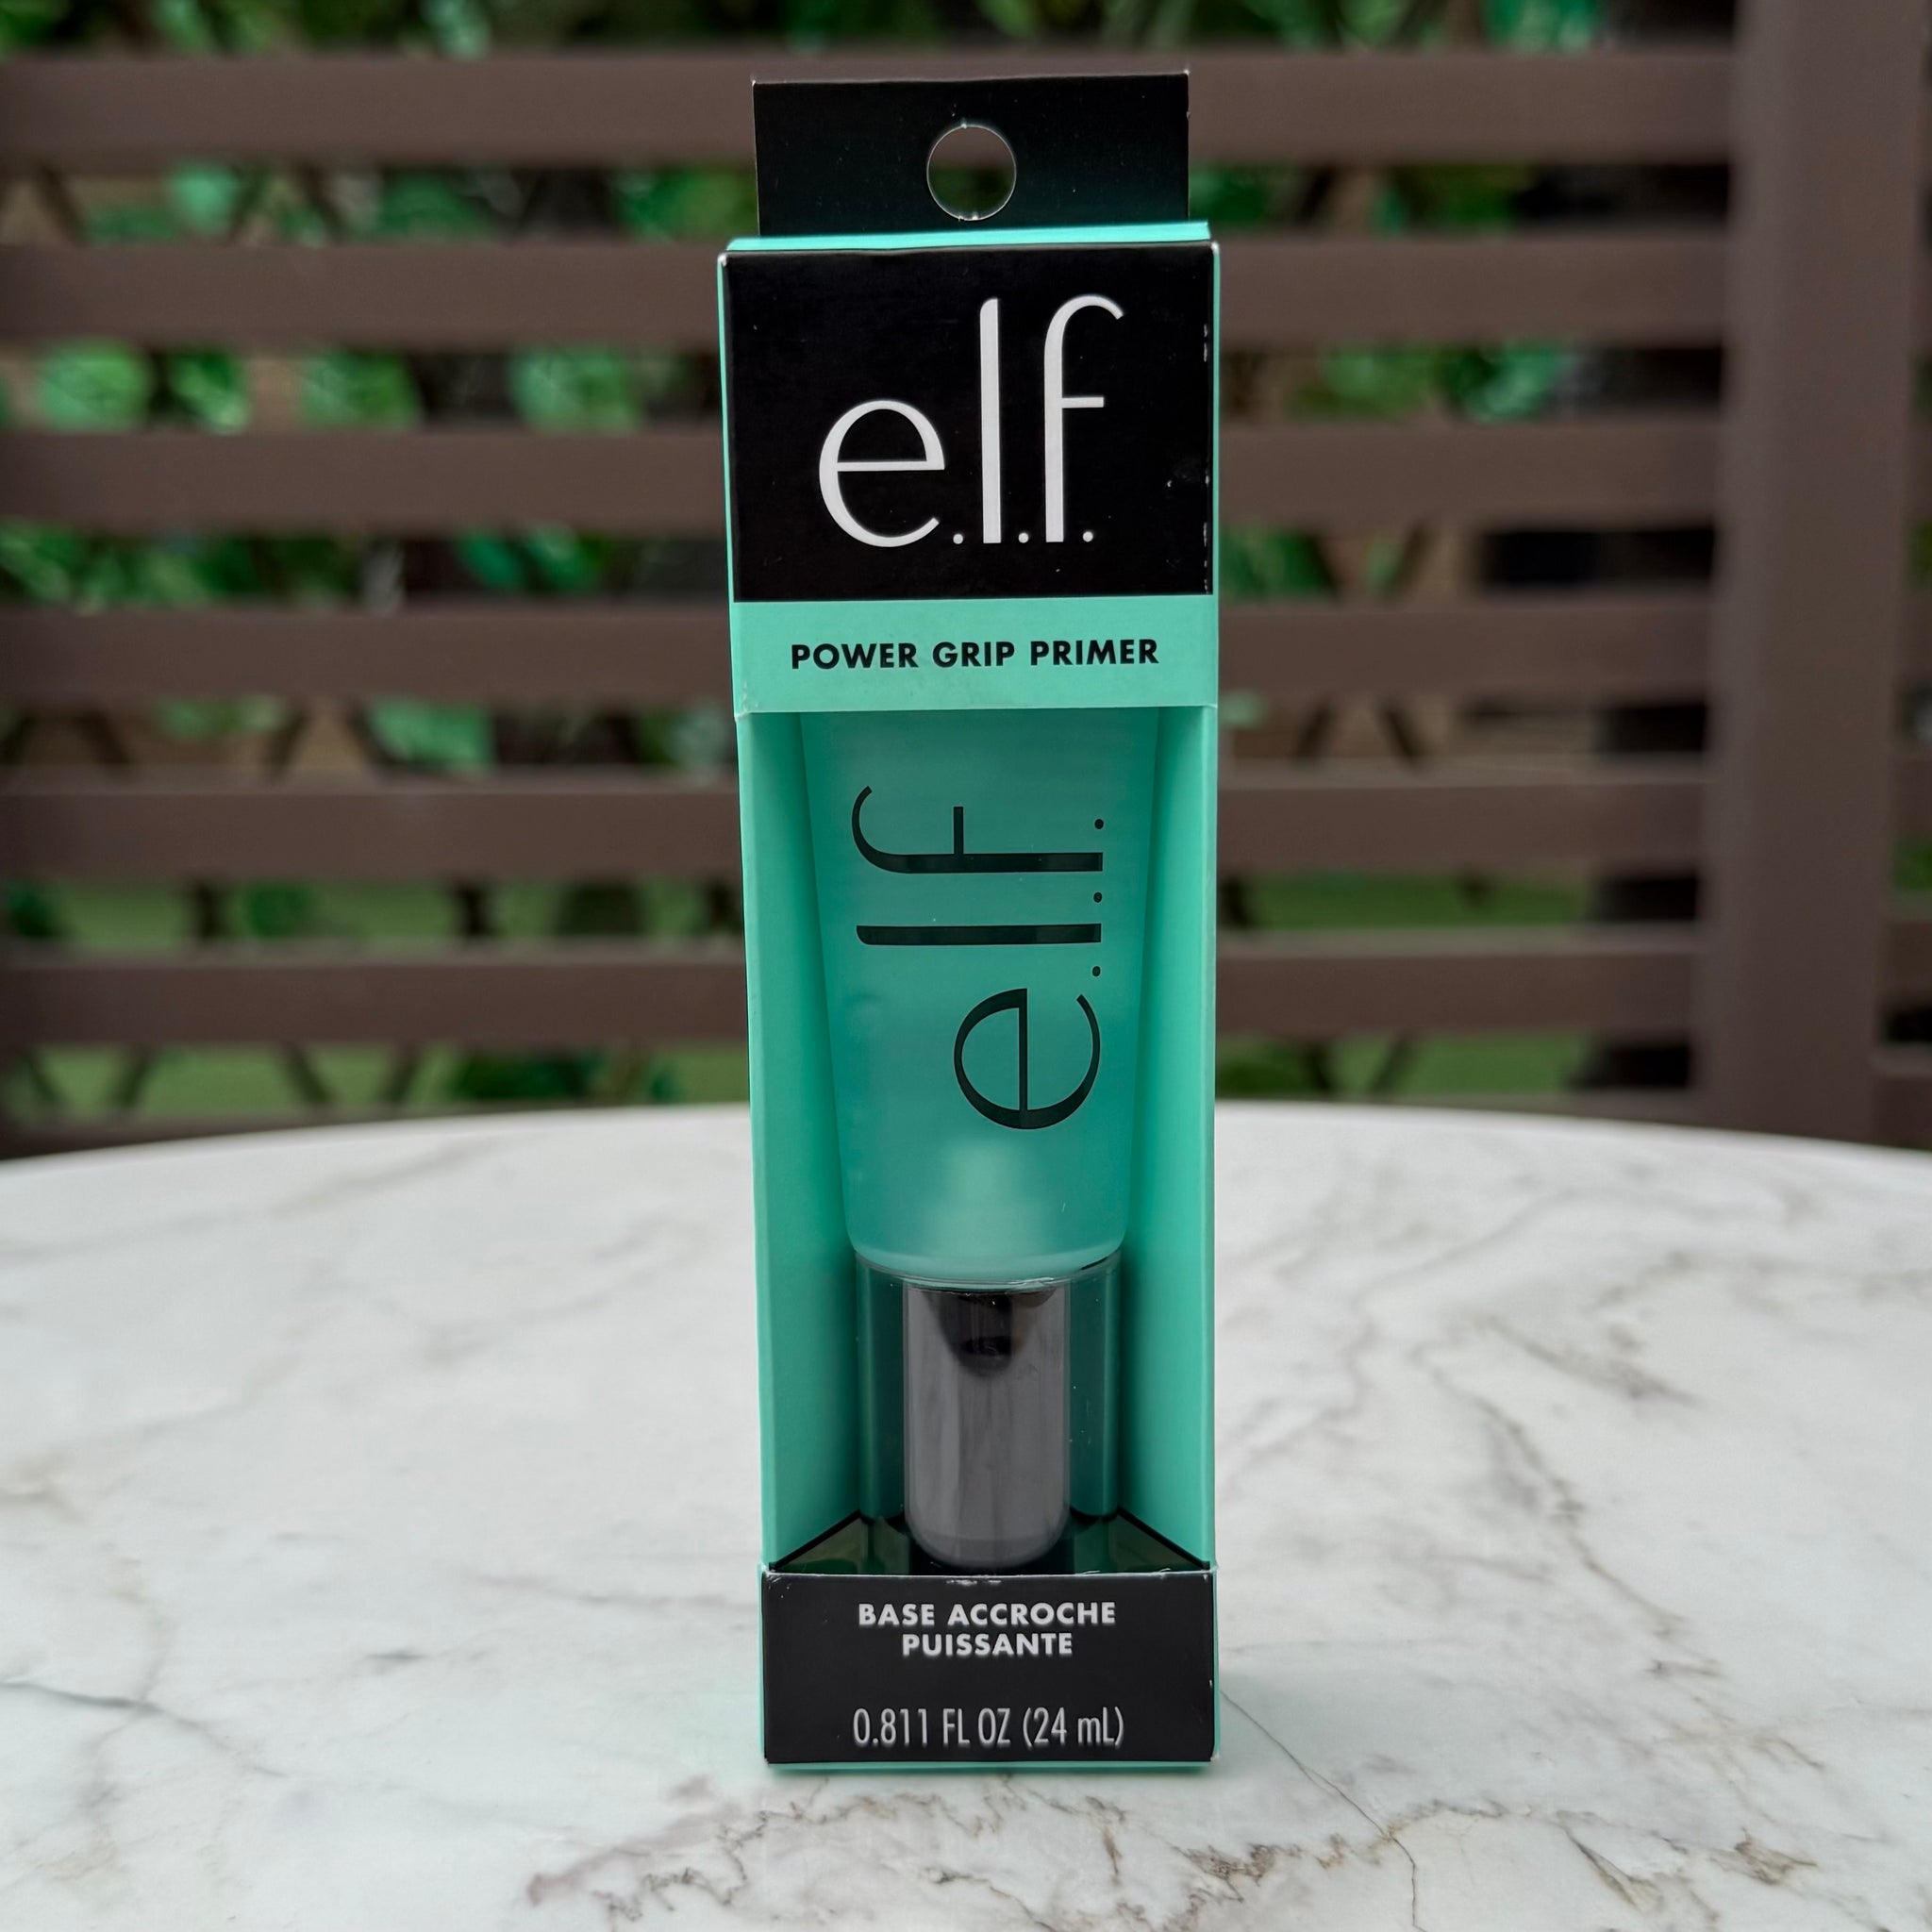 e.l.f.
POWER GRIP PRIMER
e.l.f.
BASE ACCROCHE
PUISSANTE
0.811 FL OZ (24 mL)